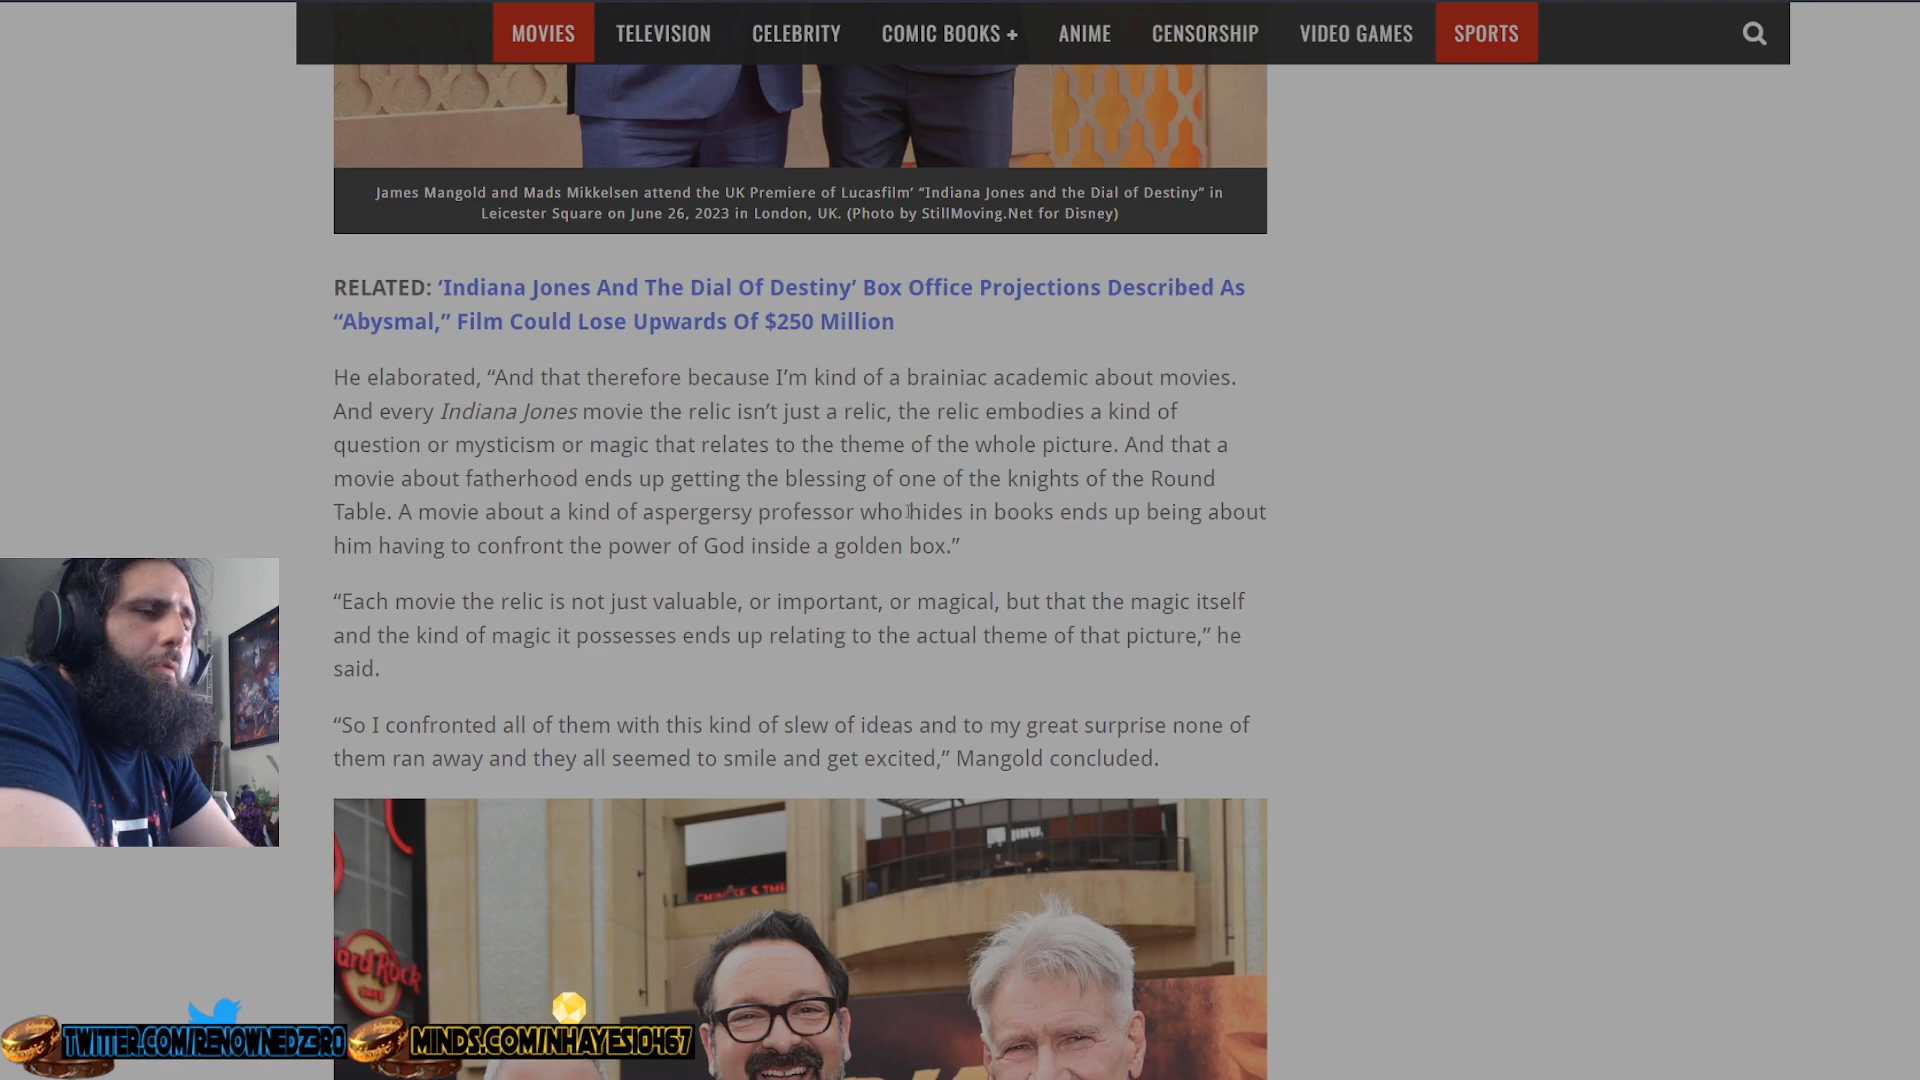 MOVIES TELEVISION CELEBRITY COMIC BOOKS + ANIME CENSORSHIP VIDEO GAMES SPORTS
James Mangold and Mads Mikkelsen attend the UK Premiere of Lucasfilm’ “Indiana Jones and the Dial of Destiny” in
Leicester Square on June 26, 2023 in London, UK. (Photo by StillMoving.Net for Disney)
RELATED: ‘Indiana Jones And The Dial Of Destiny’ Box Office Projections Described As
“Abysmal,” Film Could Lose Upwards Of $250 Million
He elaborated, “And that therefore because I’m kind of a brainiac academic about movies.
And every Indiana Jones movie the relic isn’t just a relic, the relic embodies a kind of
question or mysticism or magic that relates to the theme of the whole picture. And that a
movie about fatherhood ends up getting the blessing of one of the knights of the Round
Table. A movie about a kind of aspergersy professor who hides in books ends up being about
him having to confront the power of God inside a golden box.”
“Each movie the relic is not just valuable, or important, or magical, but that the magic itself
and the kind of magic it possesses ends up relating to the actual theme of that picture,” he
said.
“So I confronted all of them with this kind of slew of ideas and to my great surprise none of
them ran away and they all seemed to smile and get excited,” Mangold concluded.
Hard Rock
TWITTER.COM/RENOWNEDZ3R0 MINDS.COM/NHAYES10467